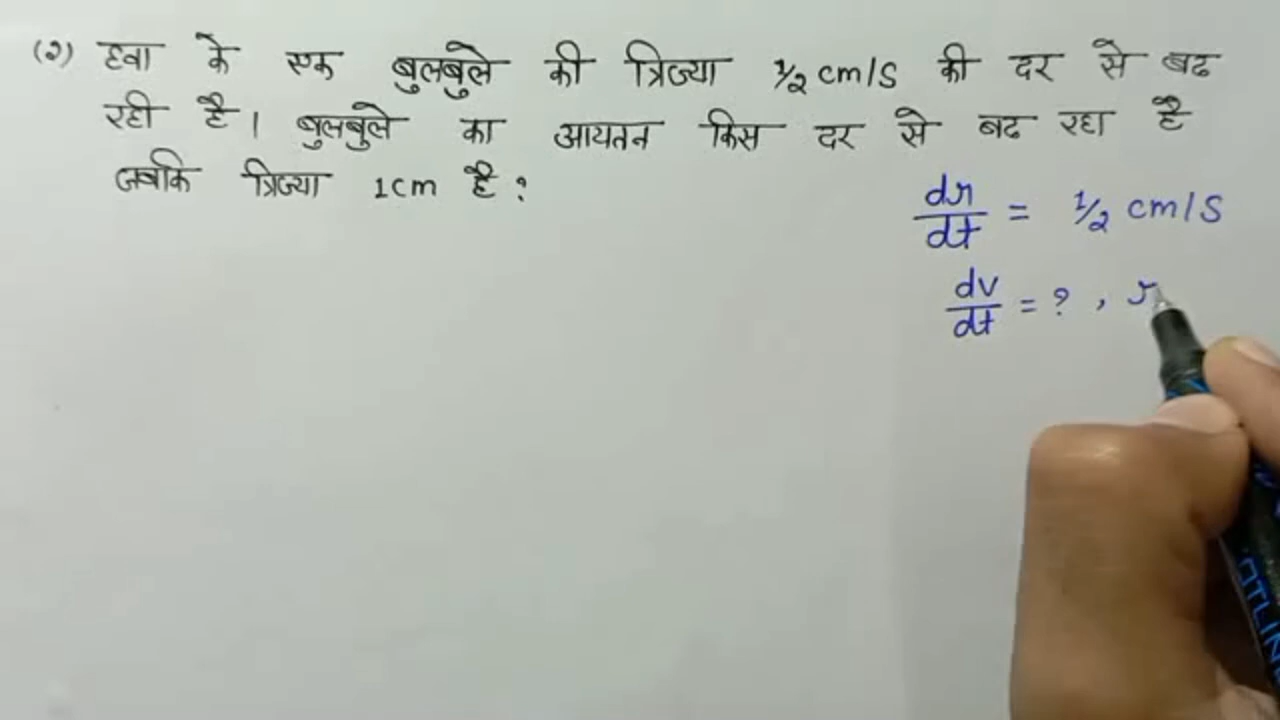 (२) हवा के एक बुलबुले की त्रिज्या 1/2 cm/S की दर से बढ
रही है। बुलबुले का आयतन किस दर से बढ रहा है
जबकि त्रिज्या 1cm है?
dr/dt = 1/2 cm/S
dv/dt = ?, r